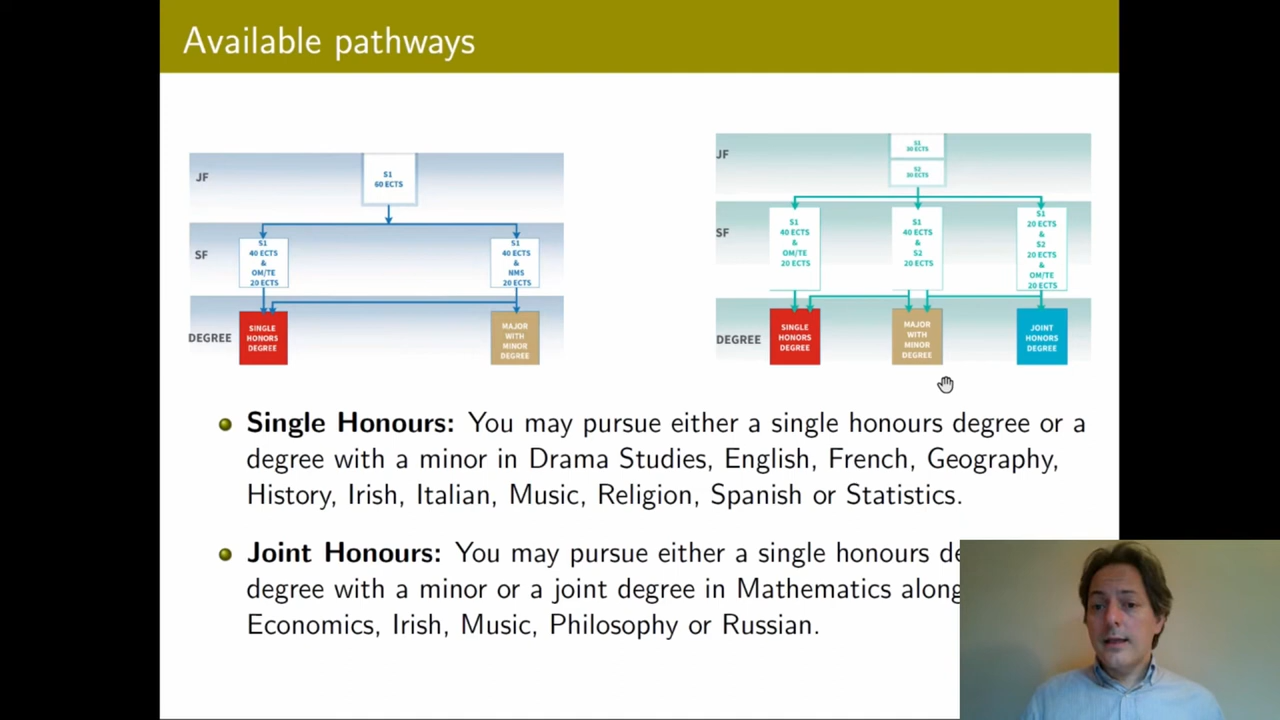 Available pathways
JF
S1
60 ECTS
SF
S1
40 ECTS
&
OM/TE
20 ECTS
S1
40 ECTS
&
NMS
20 ECTS
DEGREE
SINGLE
HONORS
DEGREE
MAJOR
WITH
MINOR
DEGREE
JF
S1
30 ECTS
S2
30 ECTS
SF
S1
40 ECTS
&
OM/TE
20 ECTS
S1
40 ECTS
&
S2
20 ECTS
S1
20 ECTS
&
S2
20 ECTS
&
OM/TE
20 ECTS
DEGREE
SINGLE
HONORS
DEGREE
MAJOR
WITH
MINOR
DEGREE
JOINT
HONORS
DEGREE
Single Honours: You may pursue either a single honours degree or a
degree with a minor in Drama Studies, English, French, Geography,
History, Irish, Italian, Music, Religion, Spanish or Statistics.
Joint Honours: You may pursue either a single honours de
degree with a minor or a joint degree in Mathematics along
Economics, Irish, Music, Philosophy or Russian.